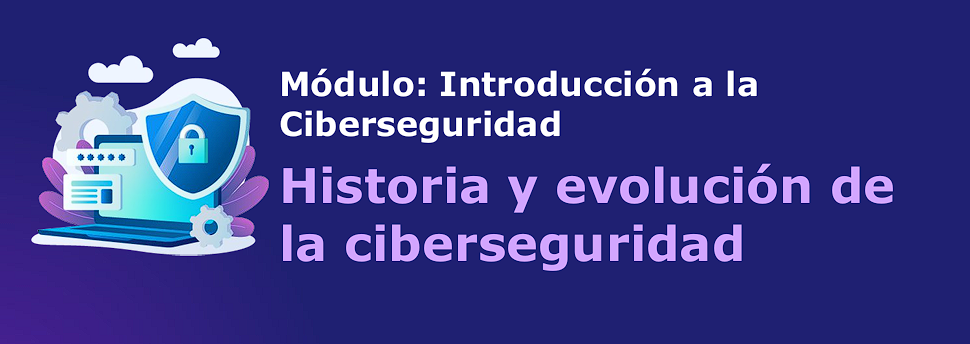 Módulo: Introducción a la
Ciberseguridad
Historia y evolución de
la ciberseguridad